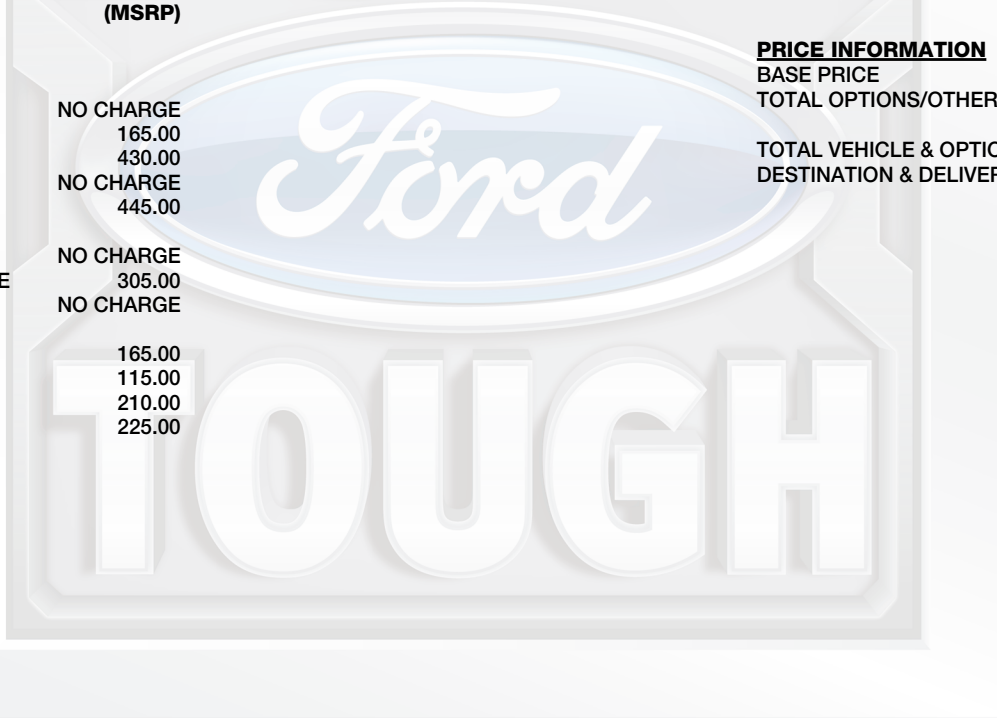 (MSRP)
NO CHARGE
165.00
430.00
NO CHARGE
445.00
NO CHARGE
E 305.00
NO CHARGE
165.00
115.00
210.00
225.00
PRICE INFORMATION
BASE PRICE
TOTAL OPTIONS/OTHER
TOTAL VEHICLE & OPTIO
DESTINATION & DELIVER
Ford
TOUGH